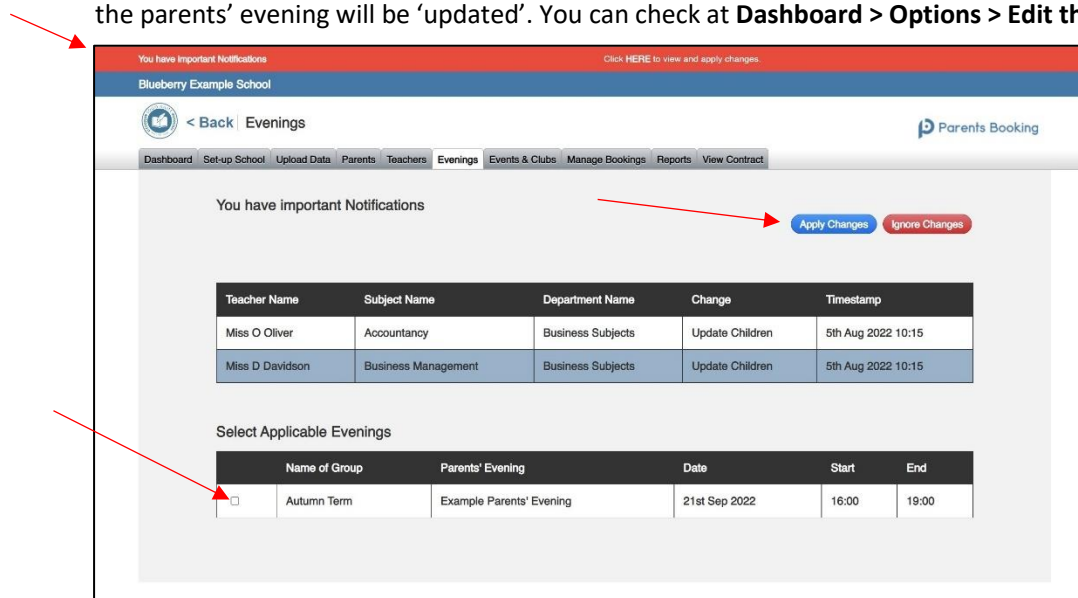 the parents’ evening will be ‘updated’. You can check at Dashboard > Options > Edit th
You have important Notifications Click HERE to view and apply changes.
Blueberry Example School
< Back Evenings
Parents Booking
Dashboard Set-up School Upload Data Parents Teachers Evenings Events & Clubs Manage Bookings Reports View Contract
You have important Notifications
Apply Changes Ignore Changes
Teacher Name Subject Name Department Name Change Timestamp
Miss O Oliver Accountancy Business Subjects Update Children 5th Aug 2022 10:15
Miss D Davidson Business Management Business Subjects Update Children 5th Aug 2022 10:15
Select Applicable Evenings
Name of Group Parents' Evening Date Start End
Autumn Term Example Parents' Evening 21st Sep 2022 16:00 19:00